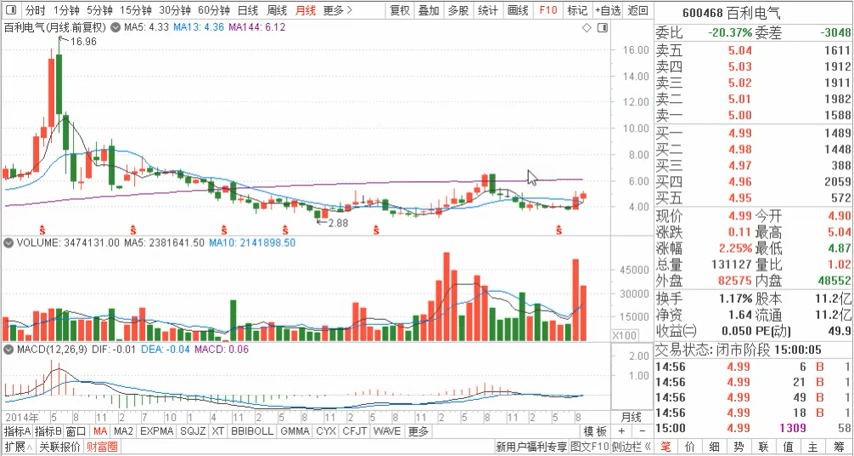 分时 1分钟 5分钟 15分钟 30分钟 60分钟 日线 周线 月线 更多 复权 叠加 多股 统计 画线 F10 标记 +自选 返回
百利电气(月线.前复权) MA5: 4.33 MA13: 4.36 MA144: 6.12
16.96
16.00
14.00
12.00
10.00
8.00
6.00
4.00
2.88
VOLUME: 3474131.00 MA5: 2381641.50 MA10: 2141898.50
45000
30000
15000
X100
MACD(12,26,9) DIF: -0.01 DEA: -0.04 MACD: 0.06
2.00
1.00
0.00
2014年 5 8 11 2 7 10 1 4 11 2 5 8 11 2 5 8 11 2 5 8 11 2 5 8 11 2 5 8 月线
指标A 指标B 窗口 MA MA2 EXPMA SQJZ XT BBIBOLL GMMA CYX CFJT WAVE 更多 模板 + −
扩展∧ 关联报价 财富圈 新用户福利专享 图文F10 侧边栏《
600468 百利电气
委比 -20.37% 委差 -3048
卖五 5.04 1611
卖四 5.03 1912
卖三 5.02 1911
卖二 5.01 1982
卖一 5.00 1588
买一 4.99 1489
买二 4.98 1448
买三 4.97 388
买四 4.96 2059
买五 4.95 572
现价 4.99 今开 4.90
涨跌 0.11 最高 5.04
涨幅 2.25% 最低 4.87
总量 131127 量比 1.02
外盘 82575 内盘 48552
换手 1.17% 股本 11.2亿
净资 1.64 流通 11.2亿
收益㈡ 0.050 PE(动) 49.9
交易状态: 闭市阶段 15:00:05
14:56 4.99 6 B 1
14:56 4.99 21 B 1
14:56 4.99 49 B 1
14:56 4.99 18 B 1
15:00 4.99 1309 58
笔 价 细 势 联 值 主 筹